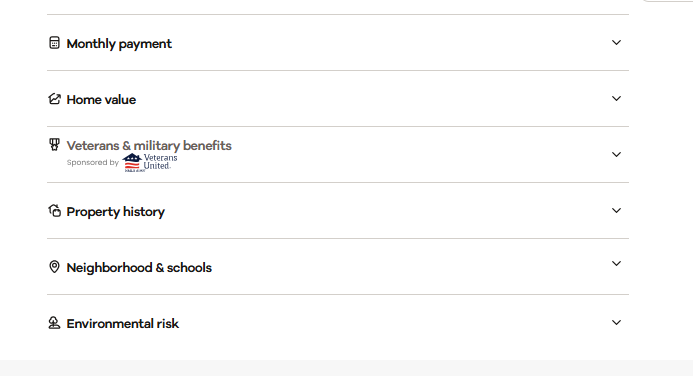 Monthly payment
Home value
Veterans & military benefits
Sponsored by Veterans
United.
Property history
Neighborhood & schools
Environmental risk